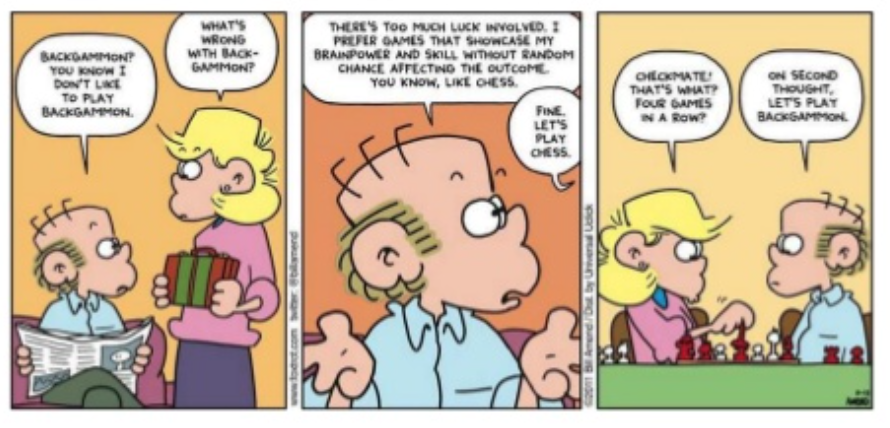 BACKGAMMON?
YOU KNOW I
DON'T LIKE
TO PLAY
BACKGAMMON.
WHAT'S
WRONG
WITH BACK-
GAMMON?
THERE'S TOO MUCH LUCK INVOLVED. I
PREFER GAMES THAT SHOWCASE MY
BRAINPOWER AND SKILL WITHOUT RANDOM
CHANCE AFFECTING THE OUTCOME.
YOU KNOW, LIKE CHESS.
FINE.
LET'S
PLAY
CHESS.
CHECKMATE!
THAT'S WHAT?
FOUR GAMES
IN A ROW?
ON SECOND
THOUGHT,
LET'S PLAY
BACKGAMMON.
www.foxtrot.com twitter: @billamend
©2011 Bill Amend / Dist. by Universal Uclick
AMEND